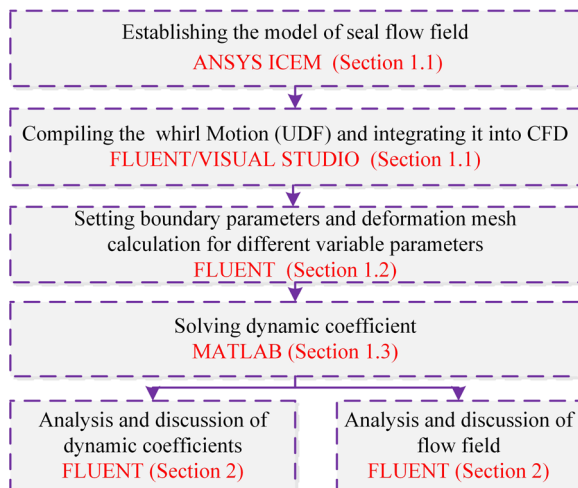 Establishing the model of seal flow field
ANSYS ICEM (Section 1.1)
Compiling the whirl Motion (UDF) and integrating it into CFD
FLUENT/VISUAL STUDIO (Section 1.1)
Setting boundary parameters and deformation mesh
calculation for different variable parameters
FLUENT (Section 1.2)
Solving dynamic coefficient
MATLAB (Section 1.3)
Analysis and discussion of
dynamic coefficients
FLUENT (Section 2)
Analysis and discussion of
flow field
FLUENT (Section 2)